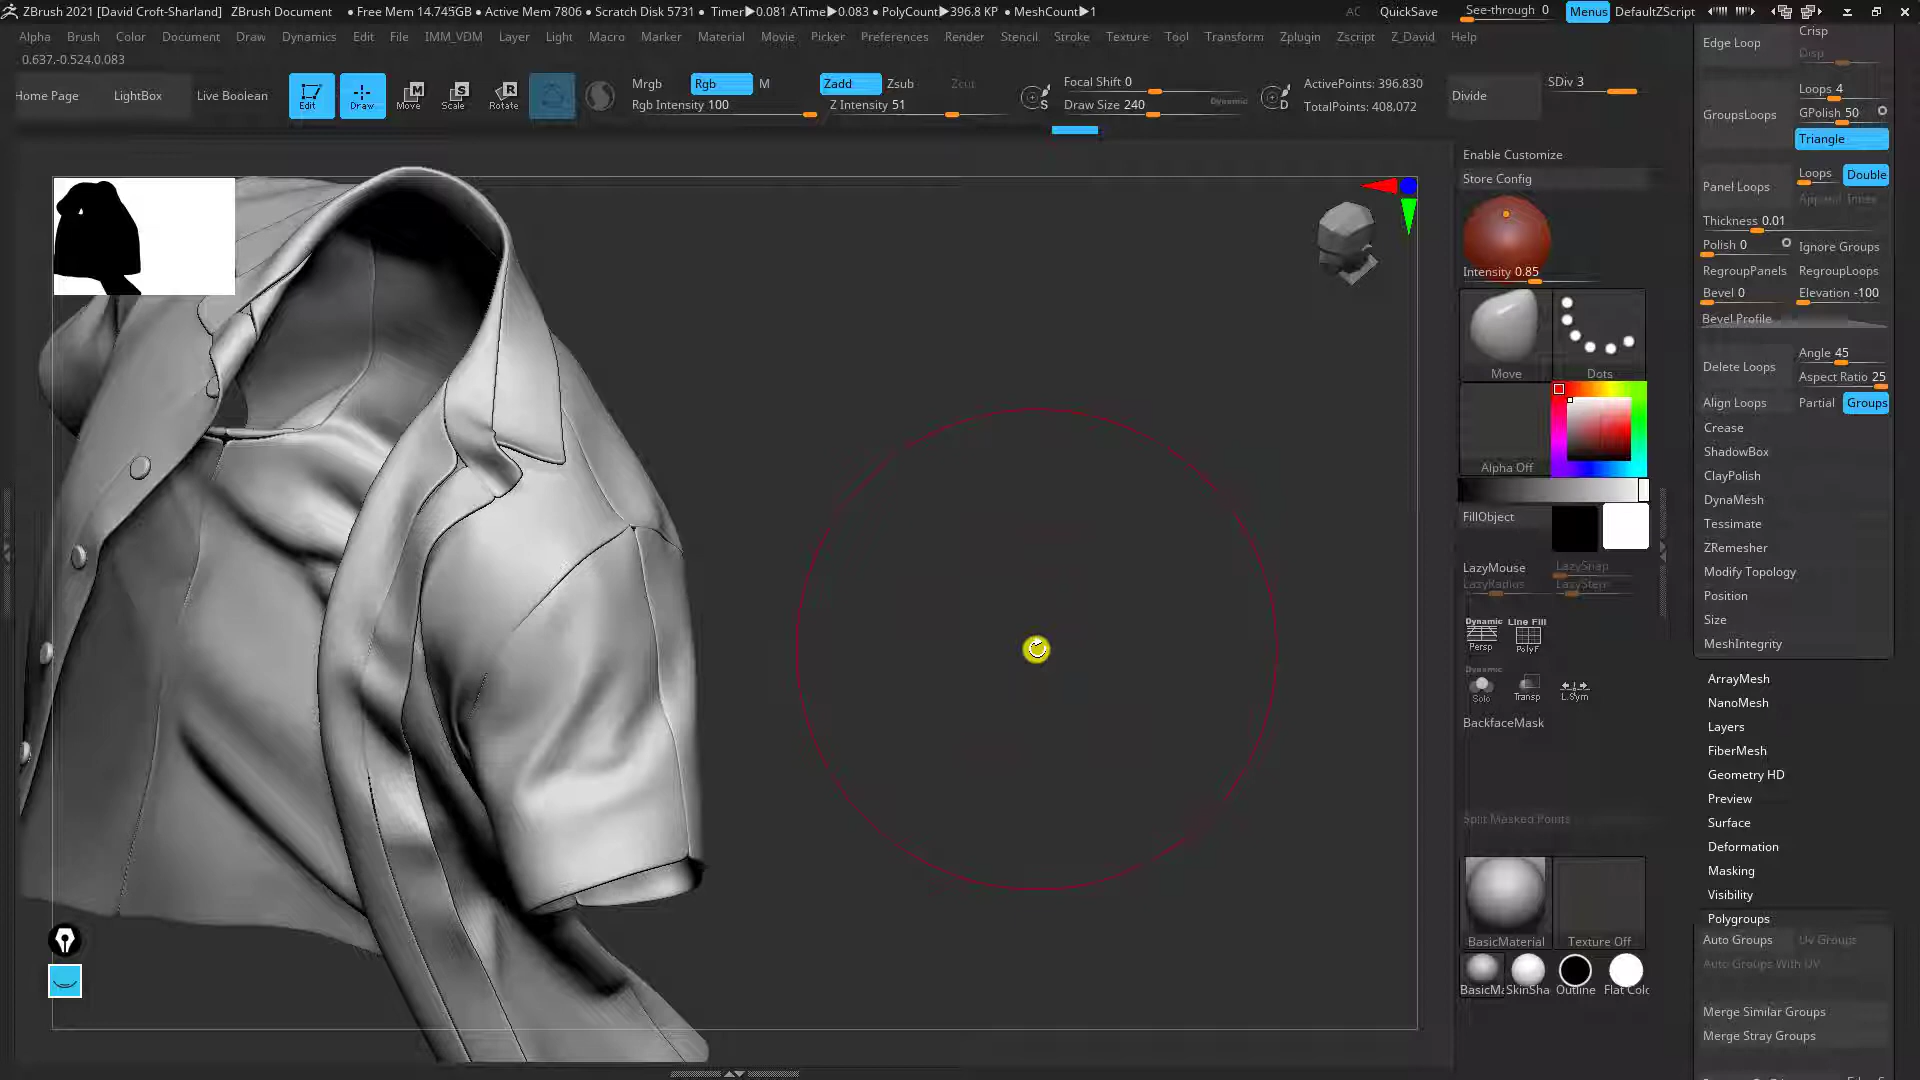 ZBrush 2021 [David Croft-Sharland] ZBrush Document • Free Mem 14.745GB • Active Mem 7806 • Scratch Disk 5731 • Timer▶0.081 ATime▶0.083 • PolyCount▶396.8 KP • MeshCount▶1 AC QuickSave See-through 0 Menus DefaultZScript
Alpha Brush Color Document Draw Dynamics Edit File IMM_VDM Layer Light Macro Marker Material Movie Picker Preferences Render Stencil Stroke Texture Tool Transform Zplugin Zscript Z_David Help
0.637.-0.524.0.083
Home Page LightBox Live Boolean Edit Draw Move Scale Rotate
Mrgb Rgb M Zadd Zsub Zcut
Rgb Intensity 100 Z Intensity 51
Focal Shift 0
Draw Size 240 Dynamic
ActivePoints: 396.830
TotalPoints: 408,072
Divide SDiv 3
Enable Customize
Store Config
Intensity 0.85
Move Dots
Alpha Off
FillObject
LazyMouse LazySnap
LazyRadius LazyStep
Dynamic Line Fill
Persp PolyF
Dynamic
Solo Transp L.Sym
BackfaceMask
Split Masked Points
BasicMaterial Texture Off
BasicMa SkinSha Outline Flat Colo
Edge Loop Crisp
Disp
Loops 4
GroupsLoops GPolish 50
Triangle
Panel Loops Loops Double
Append Inner
Thickness 0.01
Polish 0 Ignore Groups
RegroupPanels RegroupLoops
Bevel 0 Elevation -100
Bevel Profile
Delete Loops Angle 45
Aspect Ratio 25
Align Loops Partial Groups
Crease
ShadowBox
ClayPolish
DynaMesh
Tessimate
ZRemesher
Modify Topology
Position
Size
MeshIntegrity
ArrayMesh
NanoMesh
Layers
FiberMesh
Geometry HD
Preview
Surface
Deformation
Masking
Visibility
Polygroups
Auto Groups Uv Groups
Auto Groups With UV
Merge Similar Groups
Merge Stray Groups